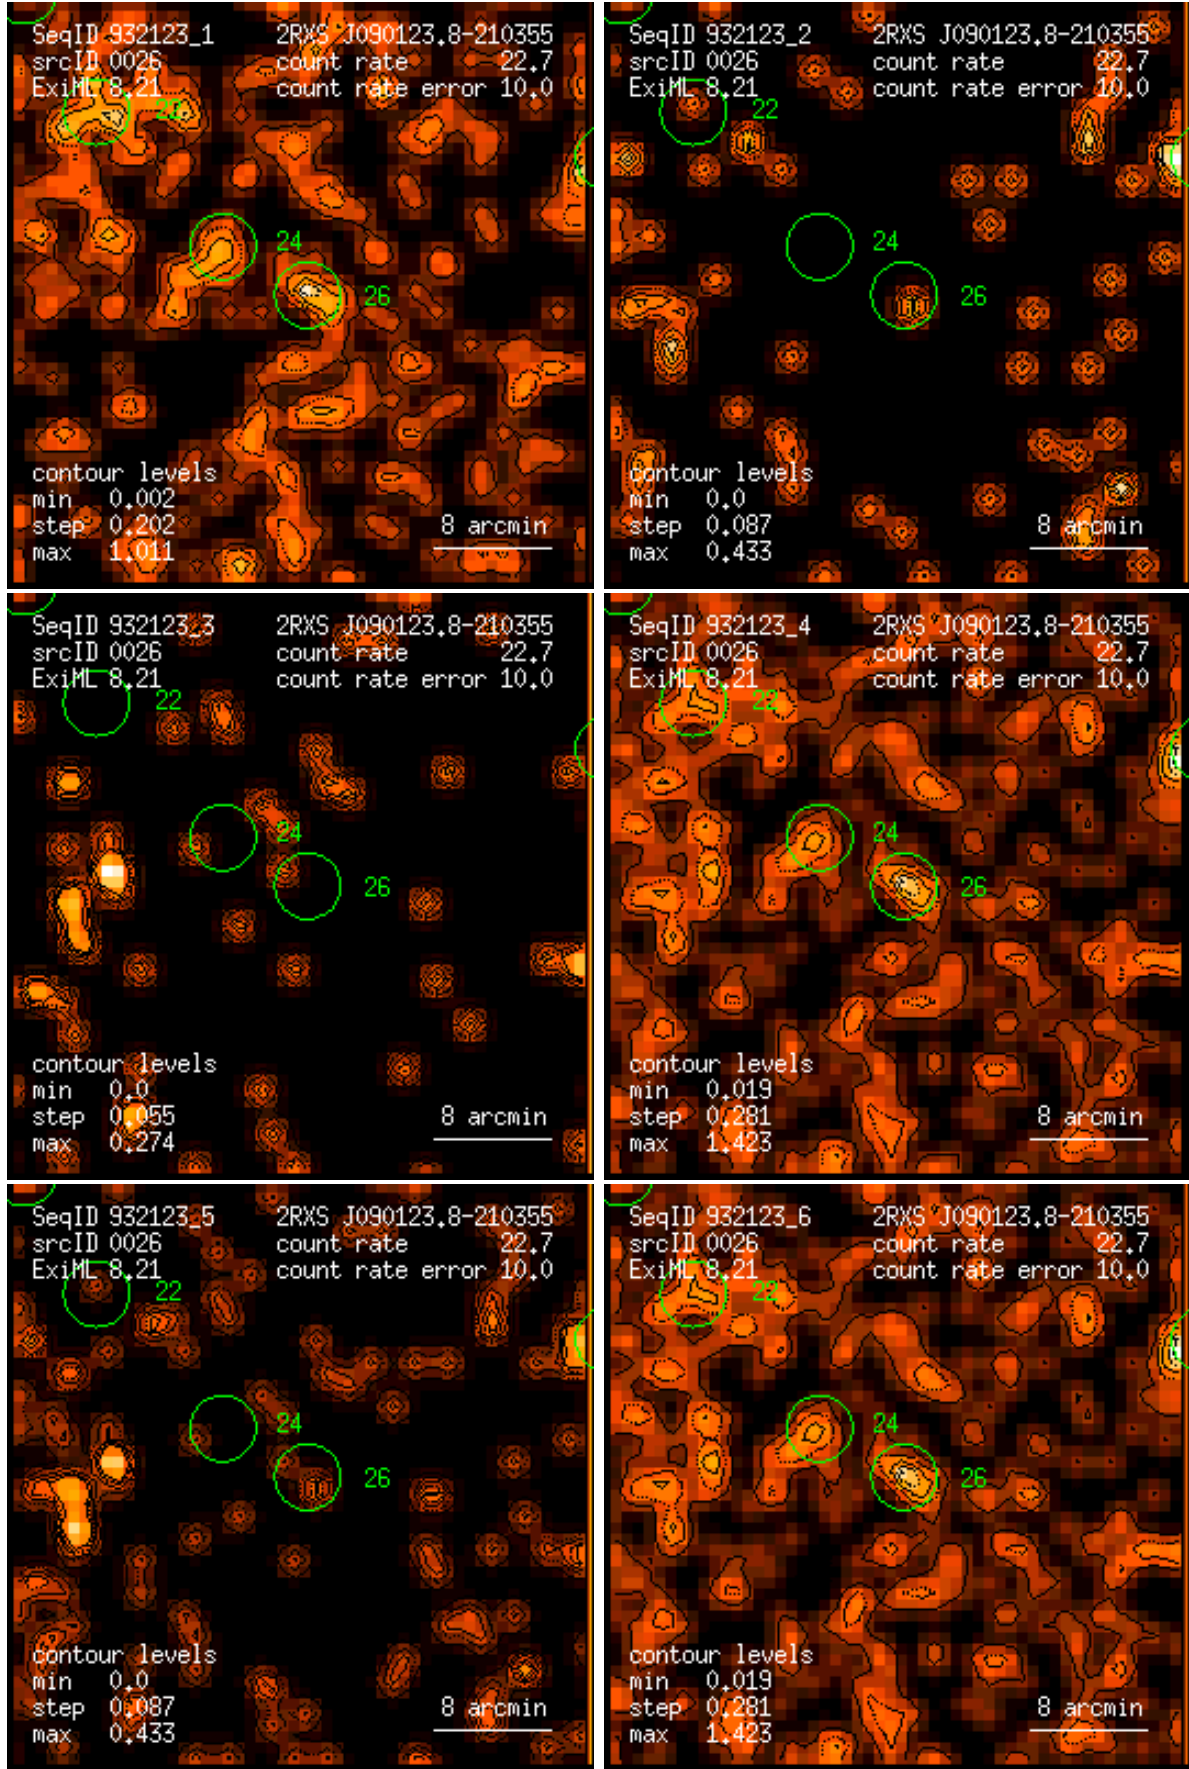 SeqID 932123_1 2RXS J090123.8-210355
srcID 0026 count rate 22.7
ExiML 8.21 count rate error 10.0
22
24
26
contour levels
min 0.002
step 0.202
max 1.011
8 arcmin
SeqID 932123_2 2RXS J090123.8-210355
srcID 0026 count rate 22.7
ExiML 8.21 count rate error 10.0
22
24
26
contour levels
min 0.0
step 0.087
max 0.433
8 arcmin
SeqID 932123_3 2RXS J090123.8-210355
srcID 0026 count rate 22.7
ExiML 8.21 count rate error 10.0
22
24
26
contour levels
min 0.0
step 0.055
max 0.274
8 arcmin
SeqID 932123_4 2RXS J090123.8-210355
srcID 0026 count rate 22.7
ExiML 8.21 count rate error 10.0
22
24
26
contour levels
min 0.019
step 0.281
max 1.423
8 arcmin
SeqID 932123_5 2RXS J090123.8-210355
srcID 0026 count rate 22.7
ExiML 8.21 count rate error 10.0
22
24
26
contour levels
min 0.0
step 0.087
max 0.433
8 arcmin
SeqID 932123_6 2RXS J090123.8-210355
srcID 0026 count rate 22.7
ExiML 8.21 count rate error 10.0
22
24
26
contour levels
min 0.019
step 0.281
max 1.423
8 arcmin